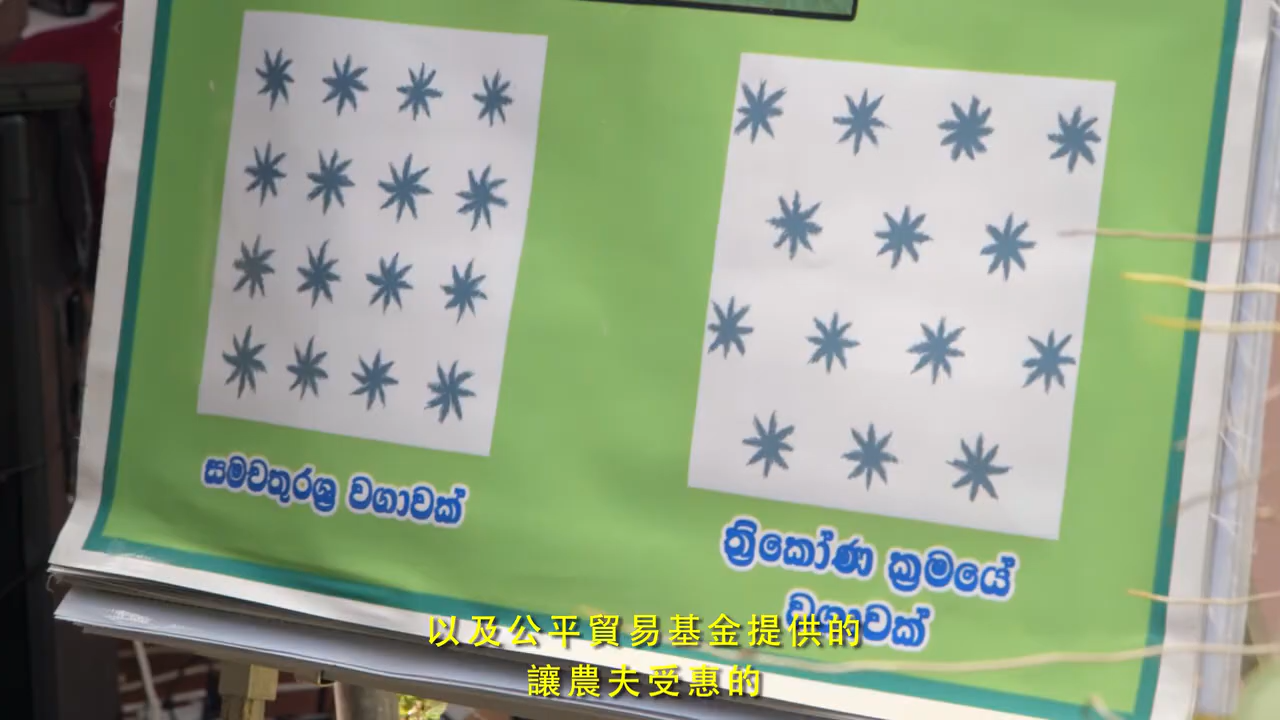 සමචතුරශ්‍ර වගාවක්
ත්‍රිකෝණ ක්‍රමයේ
වගාවක්
以及公平貿易基金提供的
讓農夫受惠的